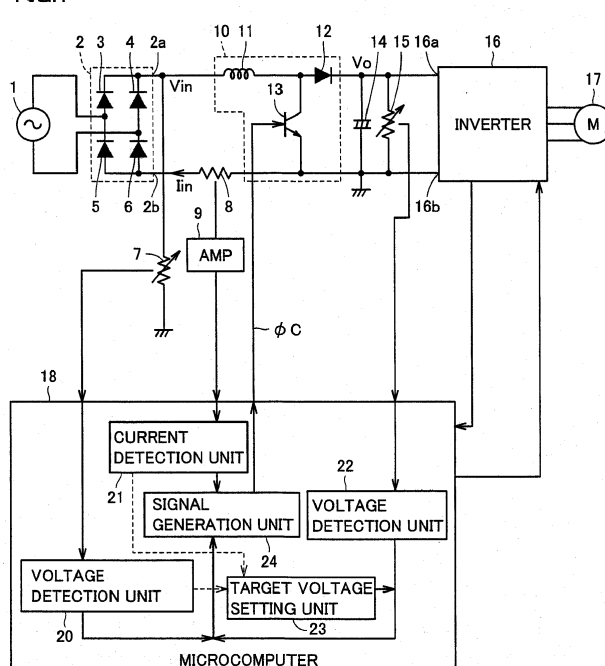 10
2 3 4 2a 11 12 14 15 16a 16
Vin Vo 17
1 13
INVERTER M
Iin
5 6 2b 8 16b
9
7 AMP
φC
18
CURRENT
DETECTION UNIT
21 22
SIGNAL
GENERATION UNIT
24
VOLTAGE
DETECTION UNIT
VOLTAGE
DETECTION UNIT
20
TARGET VOLTAGE
SETTING UNIT
23
MICROCOMPUTER